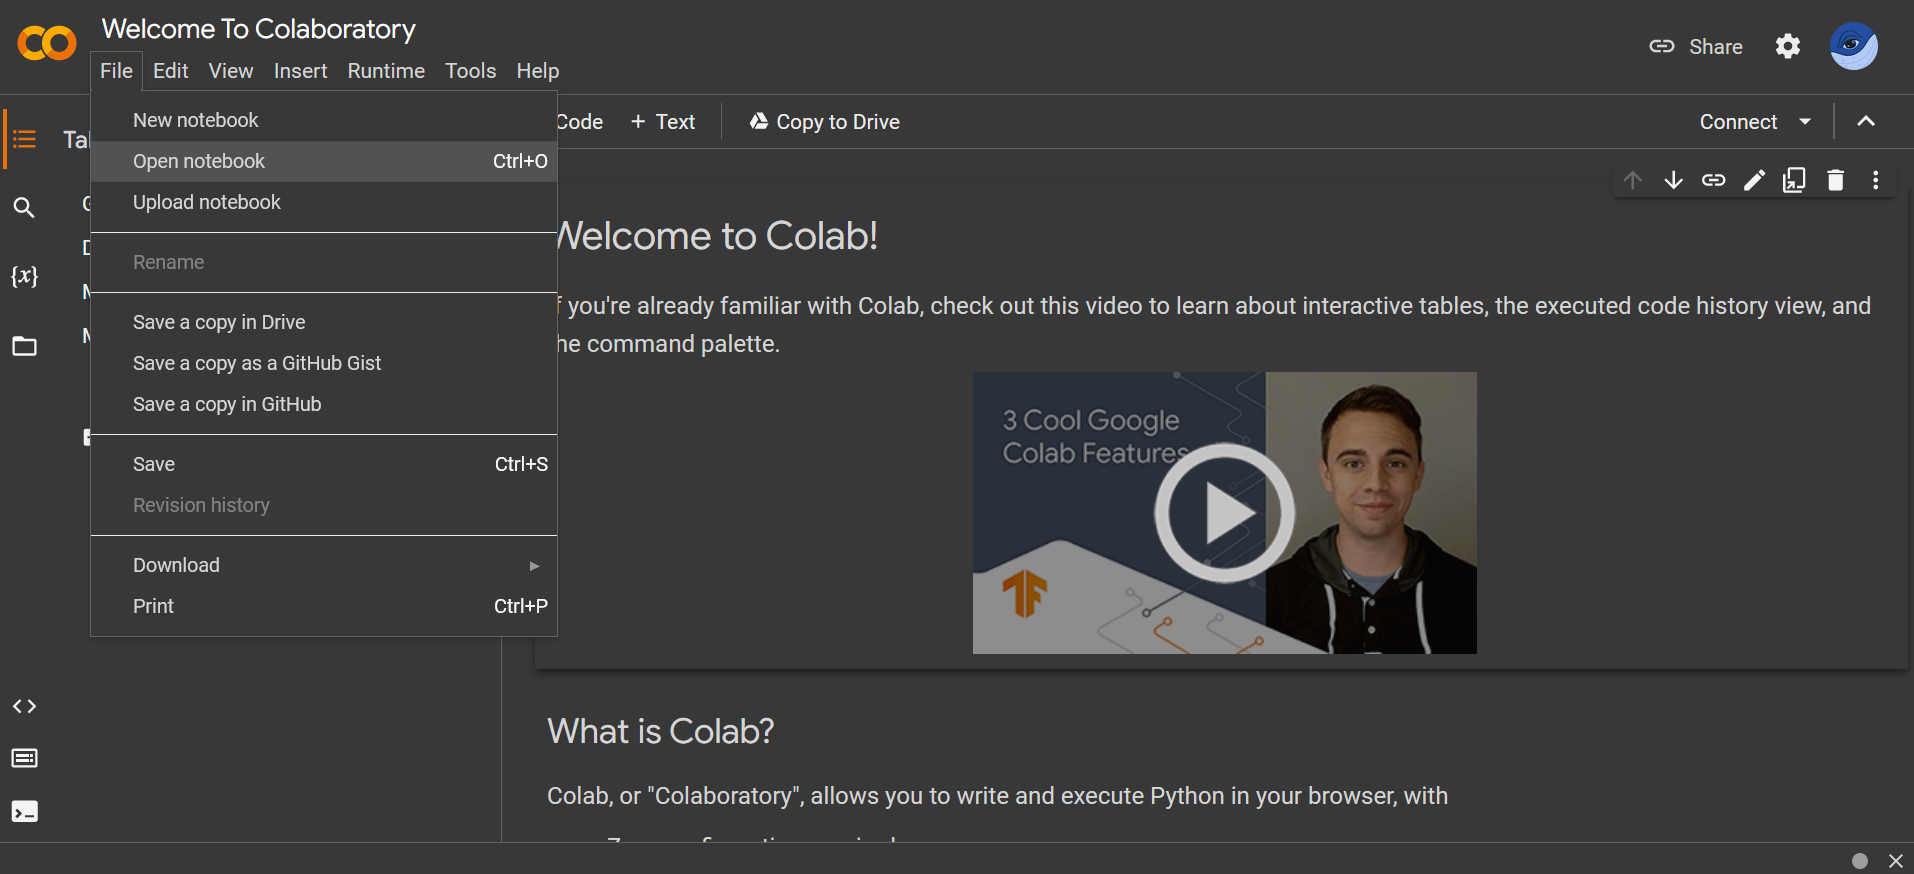 Welcome To Colaboratory
File Edit View Insert Runtime Tools Help
Share
New notebook
Open notebook Ctrl+O
Upload notebook
Rename
Save a copy in Drive
Save a copy as a GitHub Gist
Save a copy in GitHub
Save Ctrl+S
Revision history
Download
Print Ctrl+P
Code + Text Copy to Drive
Connect
{x}
Welcome to Colab!
you're already familiar with Colab, check out this video to learn about interactive tables, the executed code history view, and
he command palette.
3 Cool Google
Colab Features
What is Colab?
Colab, or "Colaboratory", allows you to write and execute Python in your browser, with